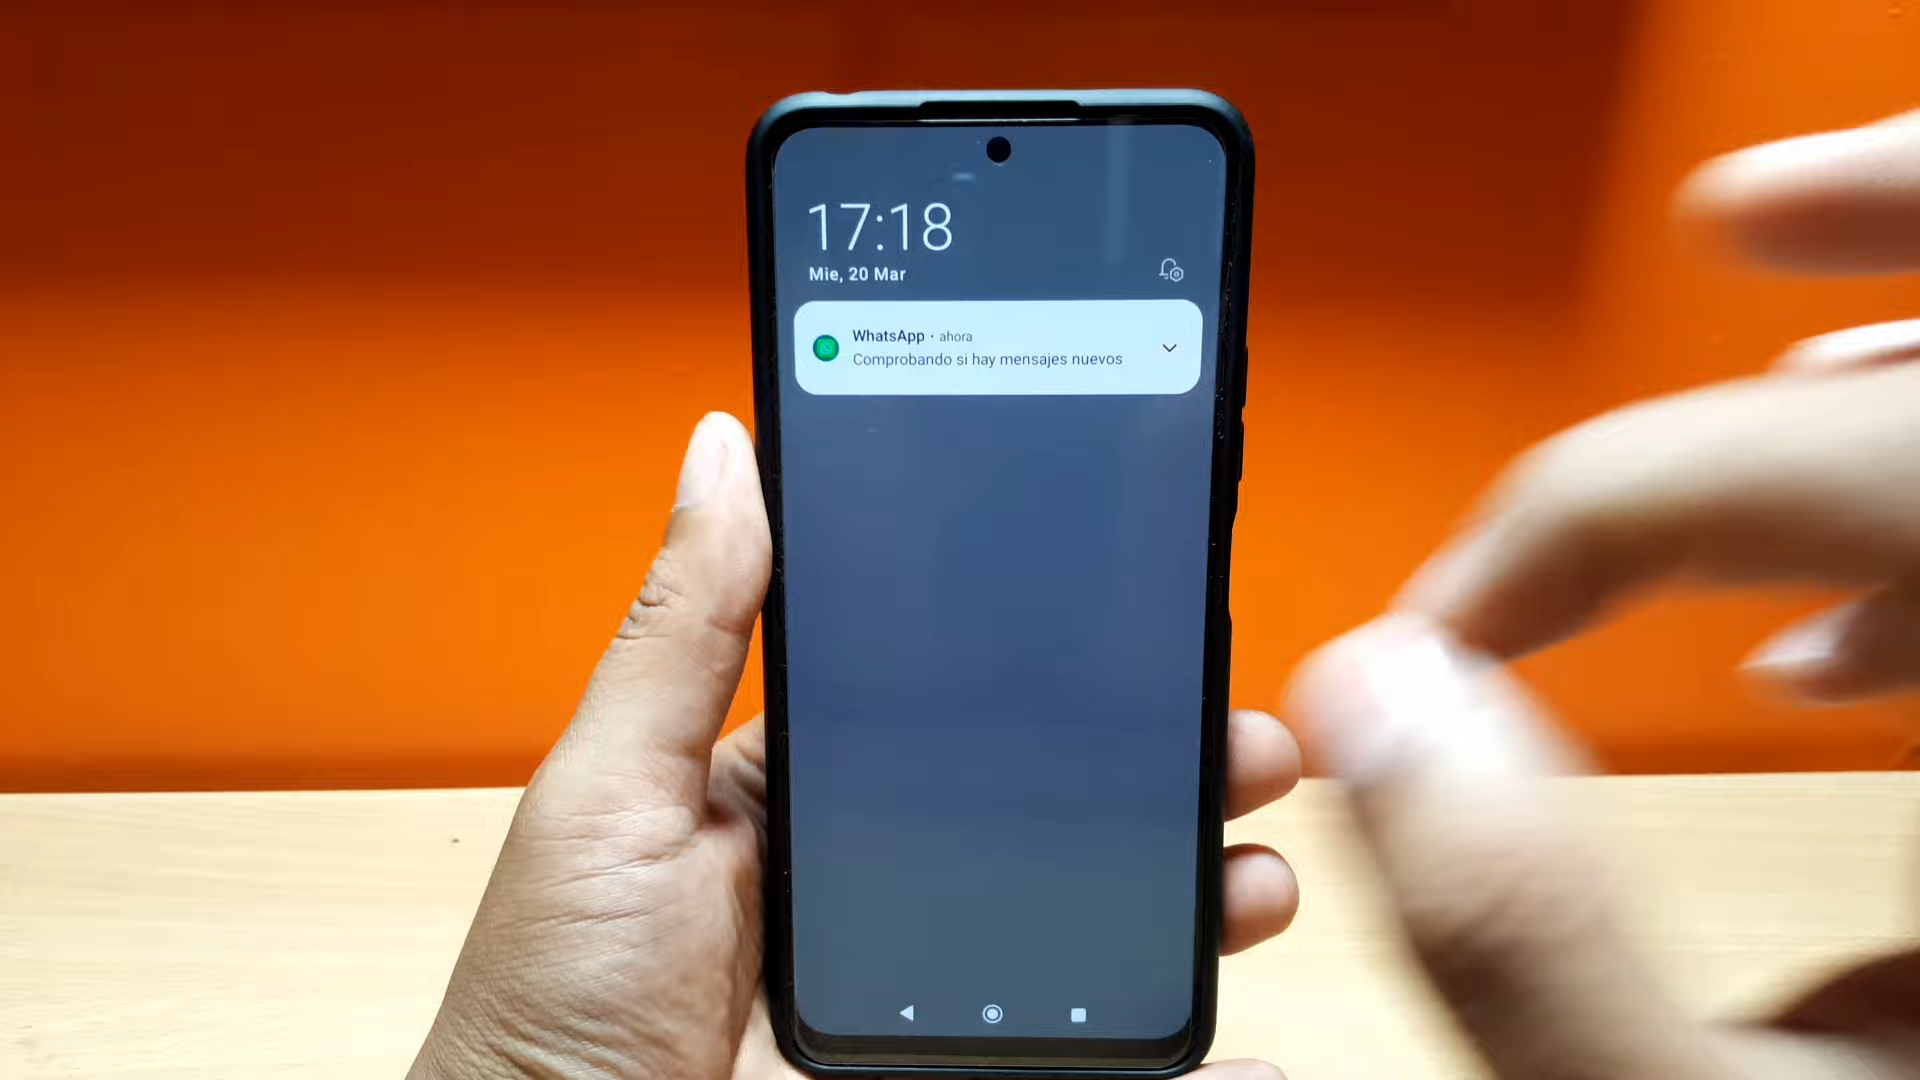 17:18
Mie, 20 Mar
WhatsApp · ahora
Comprobando si hay mensajes nuevos